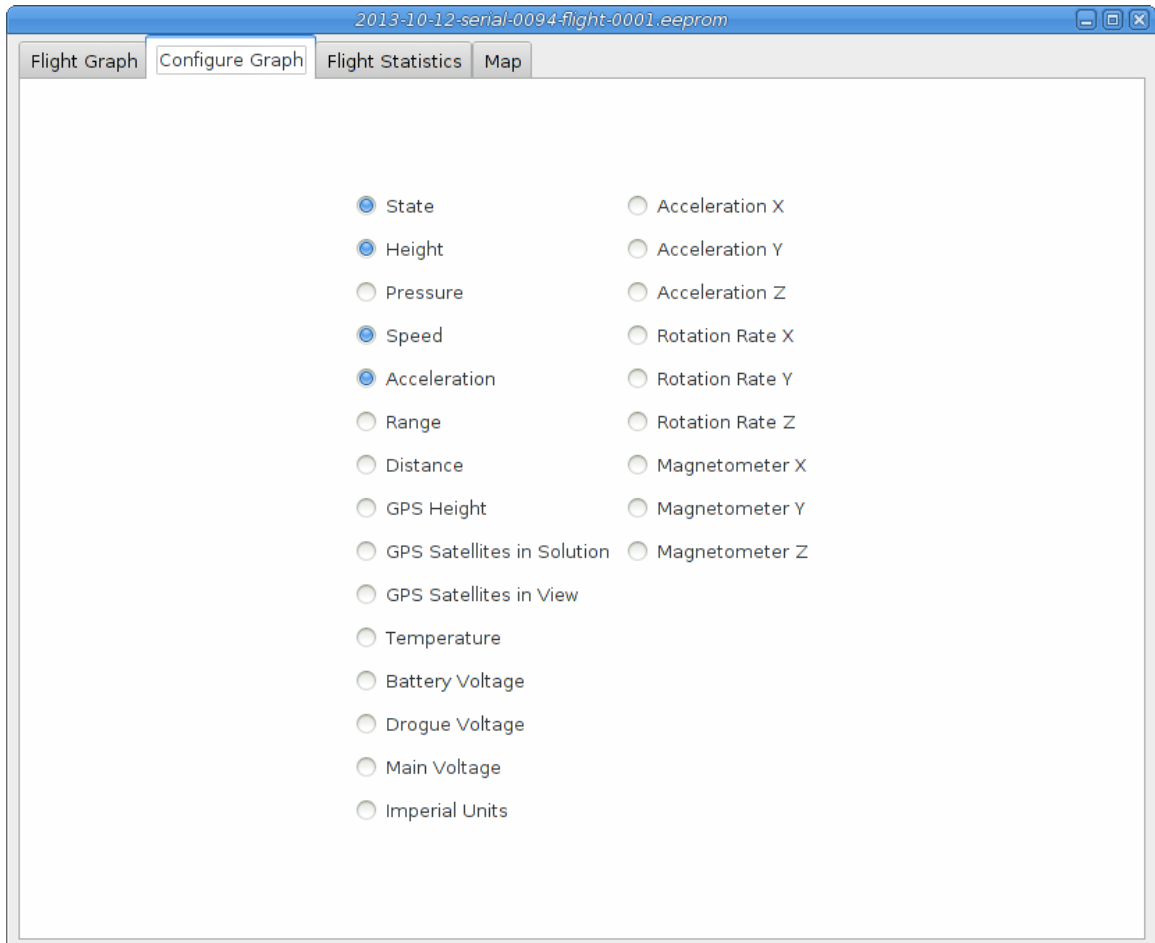 2013-10-12-serial-0094-flight-0001.eeprom
Flight Graph Configure Graph Flight Statistics Map
State Acceleration X
Height Acceleration Y
Pressure Acceleration Z
Speed Rotation Rate X
Acceleration Rotation Rate Y
Range Rotation Rate Z
Distance Magnetometer X
GPS Height Magnetometer Y
GPS Satellites in Solution Magnetometer Z
GPS Satellites in View
Temperature
Battery Voltage
Drogue Voltage
Main Voltage
Imperial Units